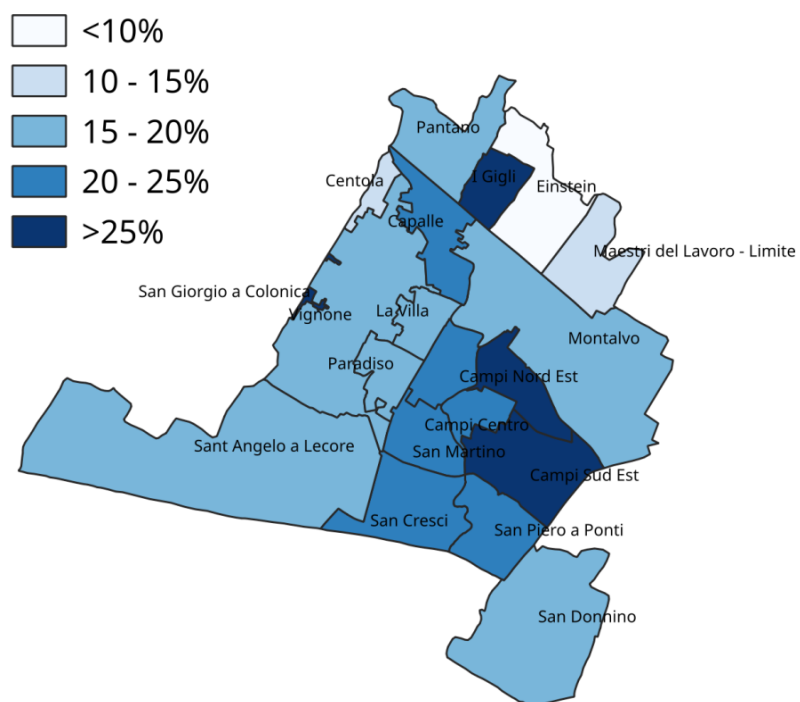 <10%
10 - 15%
15 - 20%
20 - 25%
>25%
Pantano
I Gigli
Einstein
Centola
Capalle
Maestri del Lavoro - Limite
San Giorgio a Colonica
Vignone
La Villa
Montalvo
Paradiso
Campi Nord Est
Campi Centro
Sant Angelo a Lecore
San Martino
Campi Sud Est
San Cresci
San Piero a Ponti
San Donnino